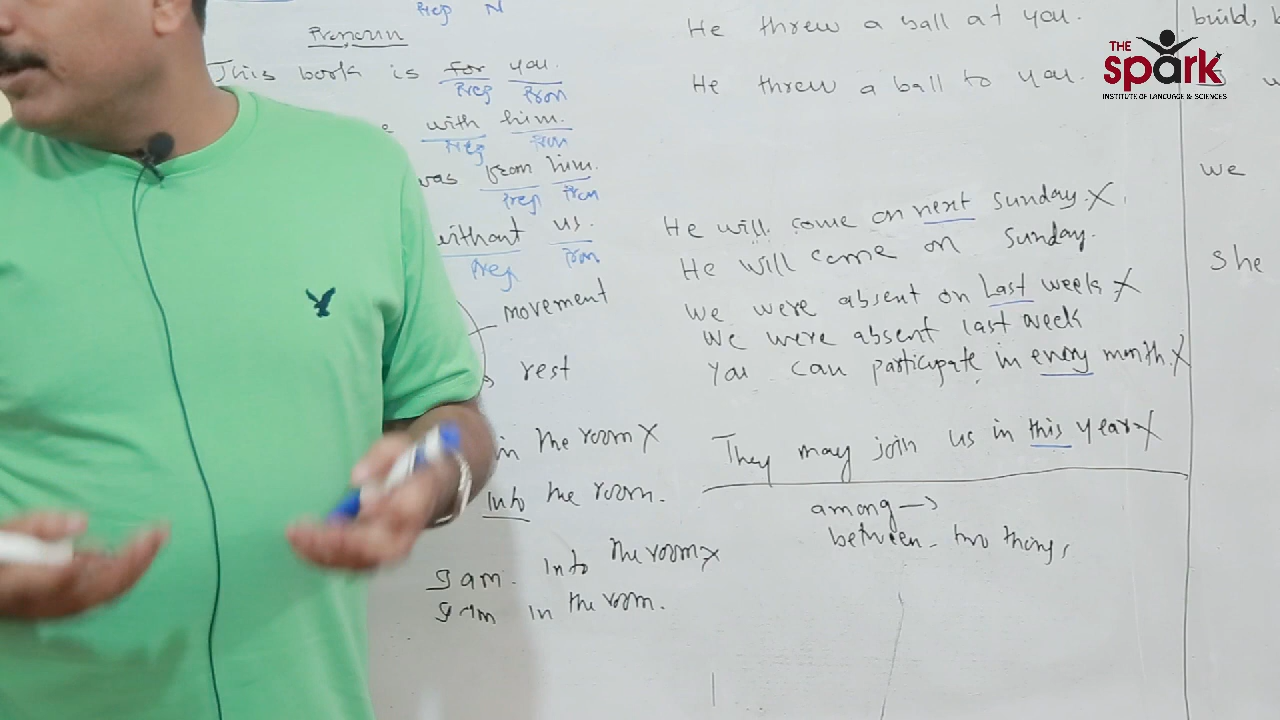 Prep N
Pronoun
This book is for you.
Prep Pron
with him.
Prep Pron
was from him.
Prep Pron
without us.
Prep Pron
movement
rest
in the room X
Into the room.
I am. Into the room X
I am in the room.
He threw a ball at you.
He threw a ball to you.
He will come on next Sunday. X
He will come on Sunday.
We were absent on Last week X
We were absent last week
You can participate in every month X
They may join us in this year X
among →
between - two things
build, b
we
She
THE
spark
INSTITUTE OF LANGUAGE & SCIENCES